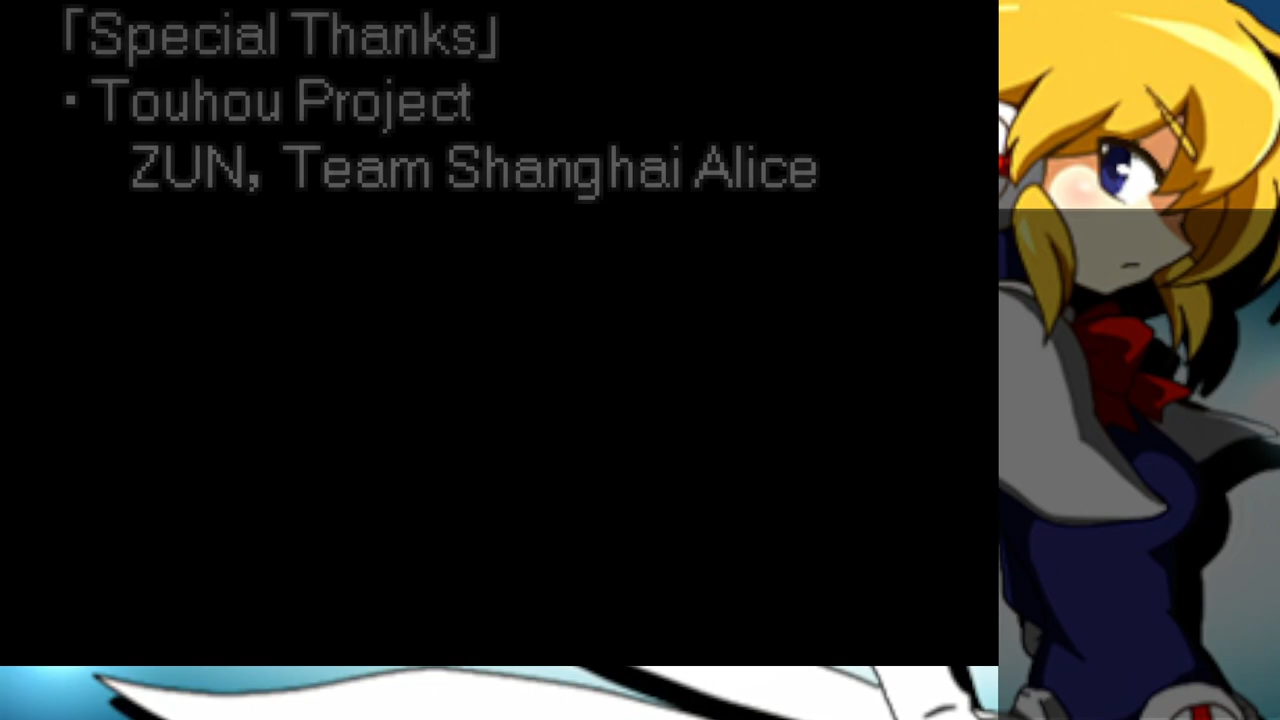 「Special Thanks」
・Touhou Project
ZUN, Team Shanghai Alice